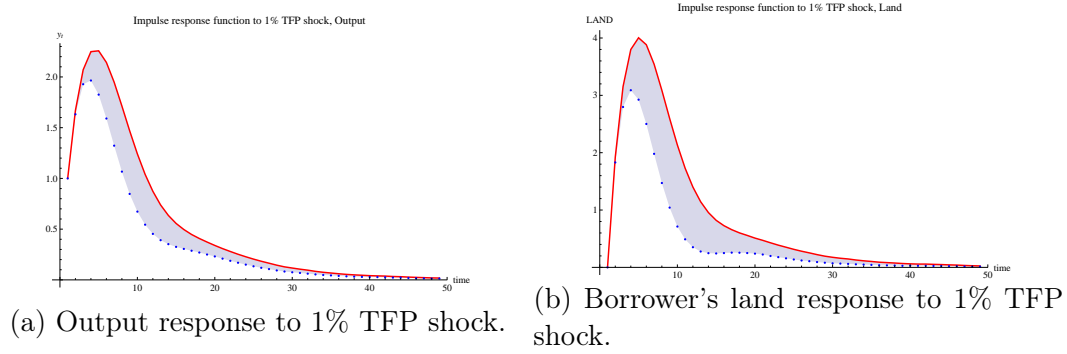 Impulse response function to 1% TFP shock, Output
y_t
2.0
1.5
1.0
0.5
10 20 30 40 50
time
(a) Output response to 1% TFP shock.
Impulse response function to 1% TFP shock, Land
LAND
4
3
2
1
10 20 30 40 50
time
(b) Borrower's land response to 1% TFP
shock.